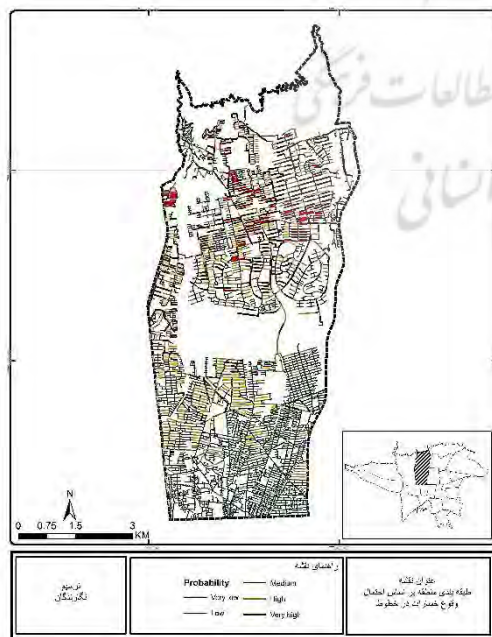 مطالعات فرهنگی
انسانی
N
0 0.75 1.5 3
KM
راهنمای نقشه
Probability
Very low
Low
Medium
High
Very high
عنوان نقشه
طبقه بندی منطقه بر اساس احتمال
وقوع خسارات در خطوط
ترسیم
نگارندگان